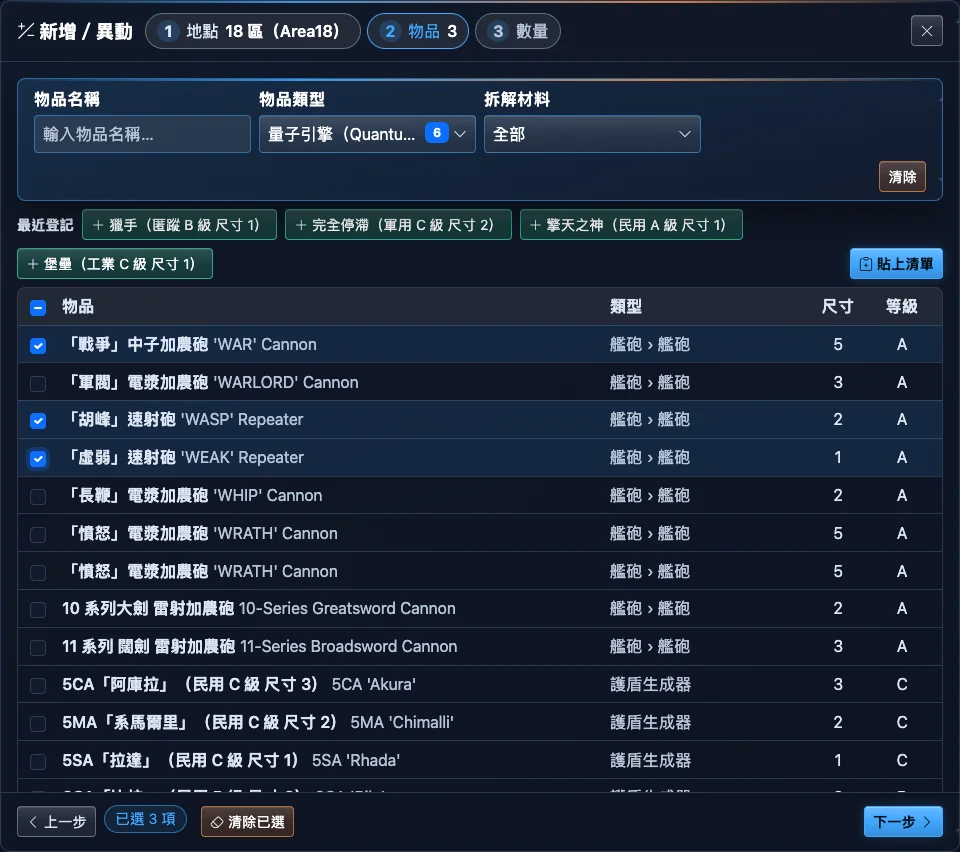 新增 / 異動 1 地點 18 區（Area18） 2 物品 3 3 數量
物品名稱 物品類型 拆解材料
輸入物品名稱... 量子引擎（Quantu... 6 全部
清除
最近登記 + 獵手（匿蹤 B 級 尺寸 1） + 完全停滯（軍用 C 級 尺寸 2） + 擎天之神（民用 A 級 尺寸 1）
+ 堡壘（工業 C 級 尺寸 1） 貼上清單
物品 類型 尺寸 等級
「戰爭」中子加農砲 'WAR' Cannon 艦砲 › 艦砲 5 A
「軍閥」電漿加農砲 'WARLORD' Cannon 艦砲 › 艦砲 3 A
「胡峰」速射砲 'WASP' Repeater 艦砲 › 艦砲 2 A
「虛弱」速射砲 'WEAK' Repeater 艦砲 › 艦砲 1 A
「長鞭」電漿加農砲 'WHIP' Cannon 艦砲 › 艦砲 2 A
「憤怒」電漿加農砲 'WRATH' Cannon 艦砲 › 艦砲 5 A
「憤怒」電漿加農砲 'WRATH' Cannon 艦砲 › 艦砲 5 A
10 系列大劍 雷射加農砲 10-Series Greatsword Cannon 艦砲 › 艦砲 2 A
11 系列 闊劍 雷射加農砲 11-Series Broadsword Cannon 艦砲 › 艦砲 3 A
5CA「阿庫拉」（民用 C 級 尺寸 3） 5CA 'Akura' 護盾生成器 3 C
5MA「系馬爾里」（民用 C 級 尺寸 2） 5MA 'Chimalli' 護盾生成器 2 C
5SA「拉達」（民用 C 級 尺寸 1） 5SA 'Rhada' 護盾生成器 1 C
上一步 已選 3 項 清除已選 下一步